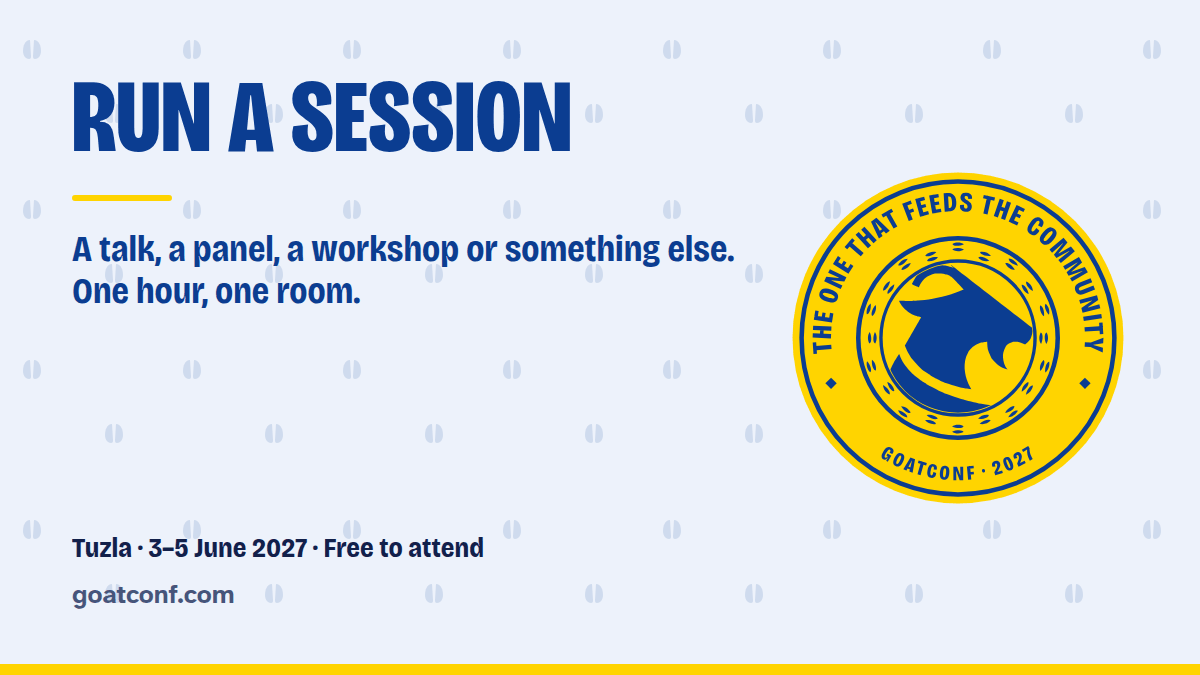 RUN A SESSION
A talk, a panel, a workshop or something else.
One hour, one room.
THE ONE THAT FEEDS THE COMMUNITY
GOATCONF · 2027
Tuzla · 3–5 June 2027 · Free to attend
goatconf.com